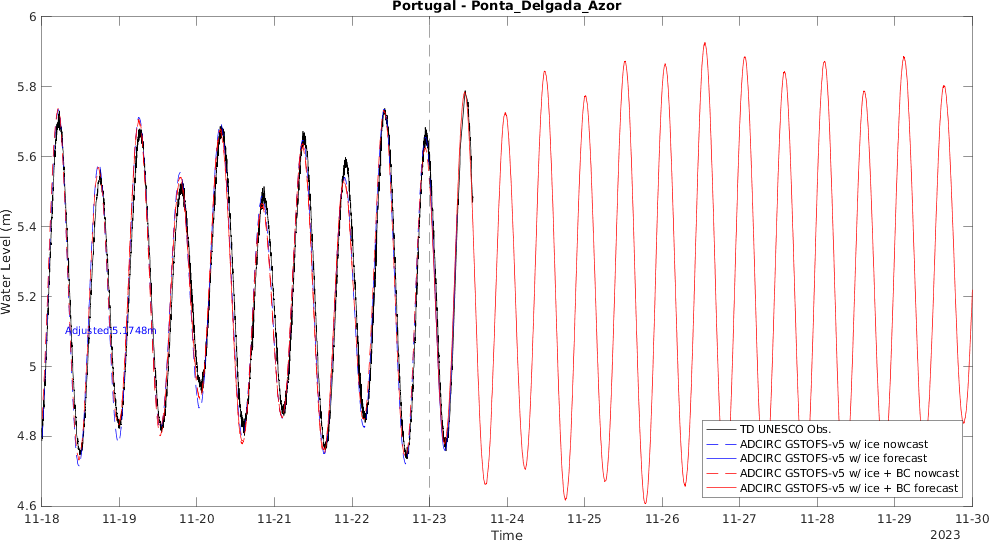 Portugal - Ponta_Delgada_Azor
6
5.8
5.6
5.4
5.2
5
4.8
4.6
Water Level (m)
Adjusted 5.1748m
TD UNESCO Obs.
ADCIRC GSTOFS-v5 w/ ice nowcast
ADCIRC GSTOFS-v5 w/ ice forecast
ADCIRC GSTOFS-v5 w/ ice + BC nowcast
ADCIRC GSTOFS-v5 w/ ice + BC forecast
11-18 11-19 11-20 11-21 11-22 11-23 11-24 11-25 11-26 11-27 11-28 11-29 11-30
Time
2023